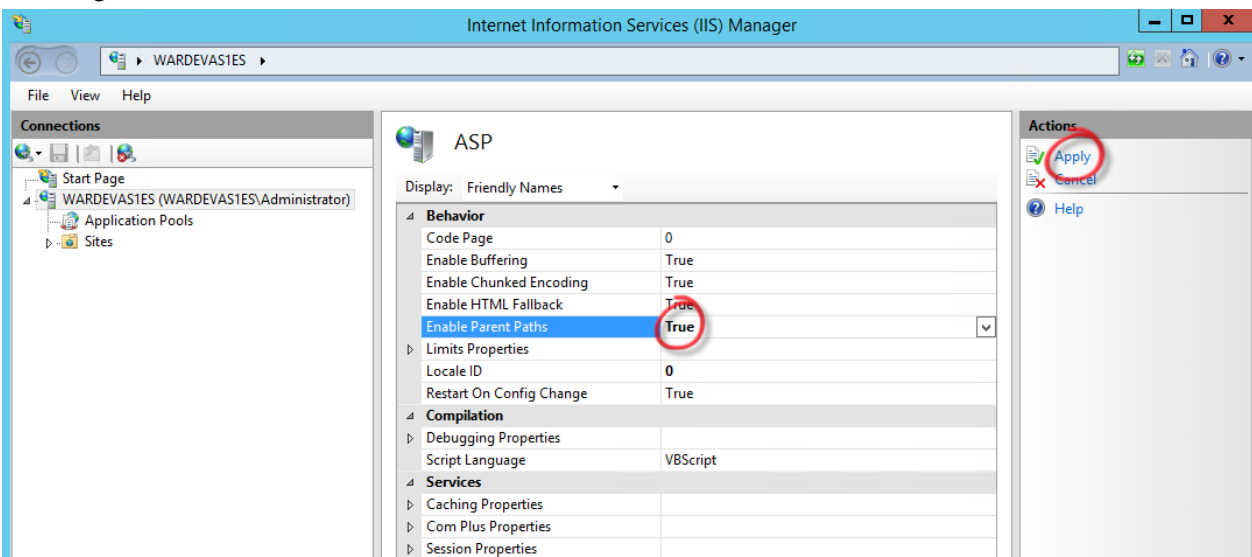 Internet Information Services (IIS) Manager
WARDEVAS1ES
File View Help
Connections
Start Page
WARDEVAS1ES (WARDEVAS1ES\Administrator)
Application Pools
Sites
ASP
Display: Friendly Names
Behavior
Code Page 0
Enable Buffering True
Enable Chunked Encoding True
Enable HTML Fallback True
Enable Parent Paths True
Limits Properties
Locale ID 0
Restart On Config Change True
Compilation
Debugging Properties
Script Language VBScript
Services
Caching Properties
Com Plus Properties
Session Properties
Actions
Apply
Cancel
Help